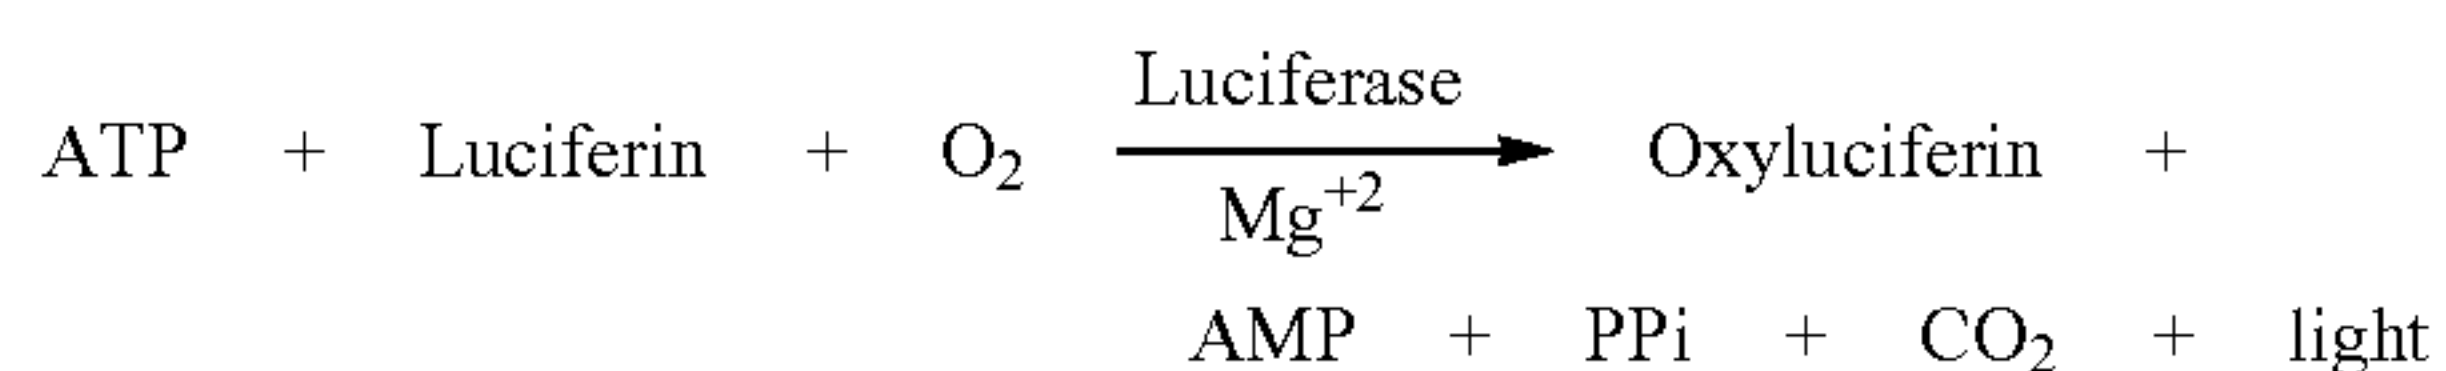 Luciferase
ATP + Luciferin + O₂ Oxyluciferin +
Mg⁺²
AMP + PPi + CO₂ + light